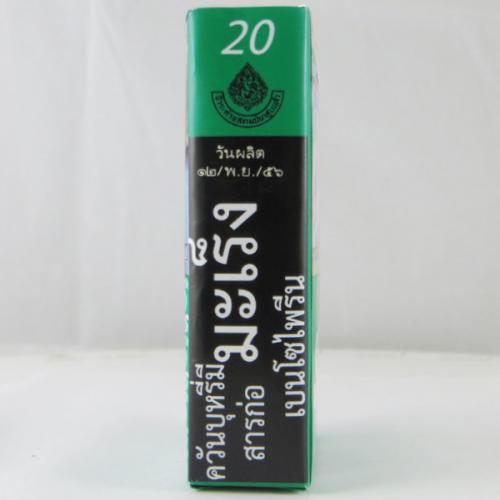 20
วันผลิต
๑๒/พ.ย./๕๖
ควันบุหรี่มี
สารก่อ
มะเร็ง
เบนโซไพรีน